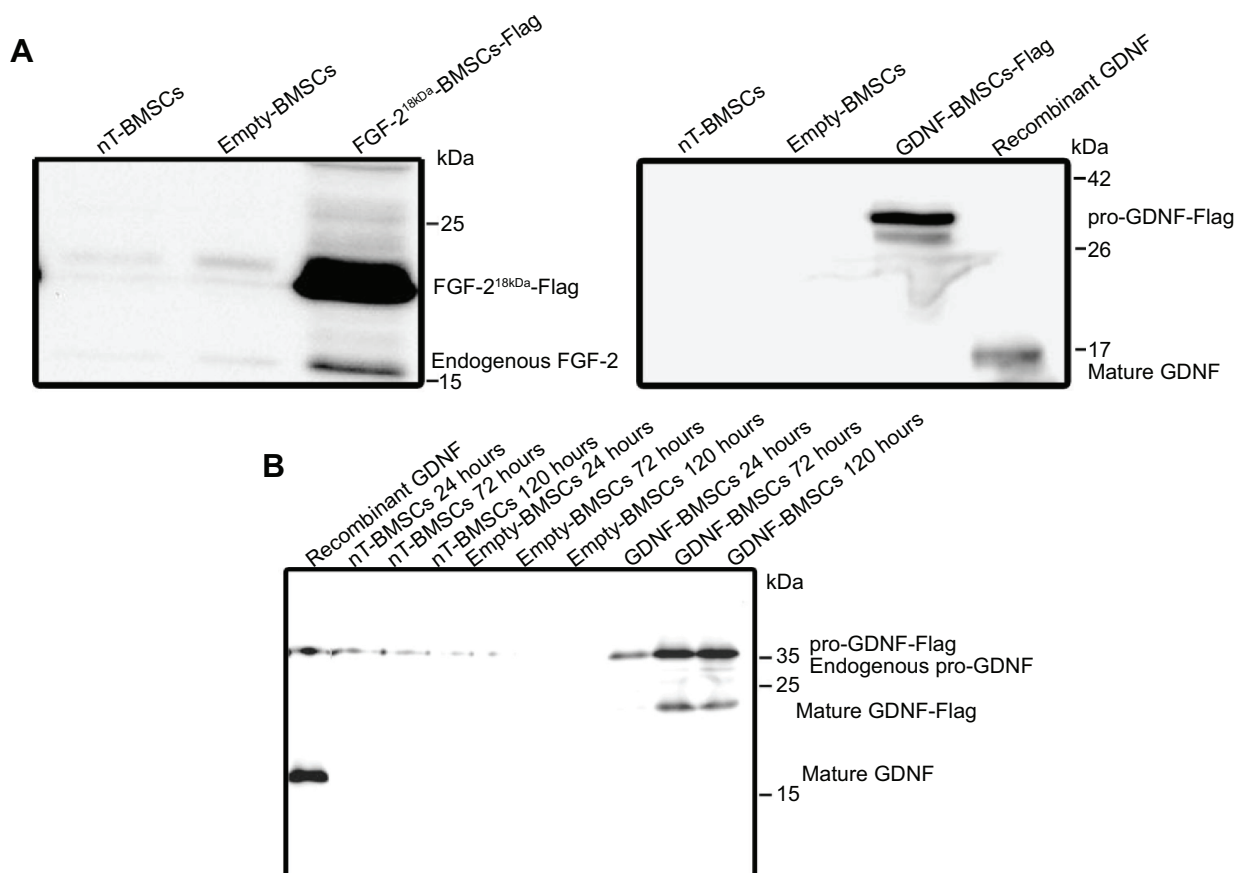 A
nT-BMSCs
Empty-BMSCs
FGF-2¹⁸ᵏᴰᵃ-BMSCs-Flag
kDa
25
FGF-2¹⁸ᵏᴰᵃ-Flag
Endogenous FGF-2
15
nT-BMSCs
Empty-BMSCs
GDNF-BMSCs-Flag
Recombinant GDNF
kDa
42
pro-GDNF-Flag
26
17
Mature GDNF
B
Recombinant GDNF
nT-BMSCs 24 hours
nT-BMSCs 72 hours
nT-BMSCs 120 hours
Empty-BMSCs 24 hours
Empty-BMSCs 72 hours
Empty-BMSCs 120 hours
GDNF-BMSCs 24 hours
GDNF-BMSCs 72 hours
GDNF-BMSCs 120 hours
kDa
pro-GDNF-Flag
35
Endogenous pro-GDNF
25
Mature GDNF-Flag
Mature GDNF
15